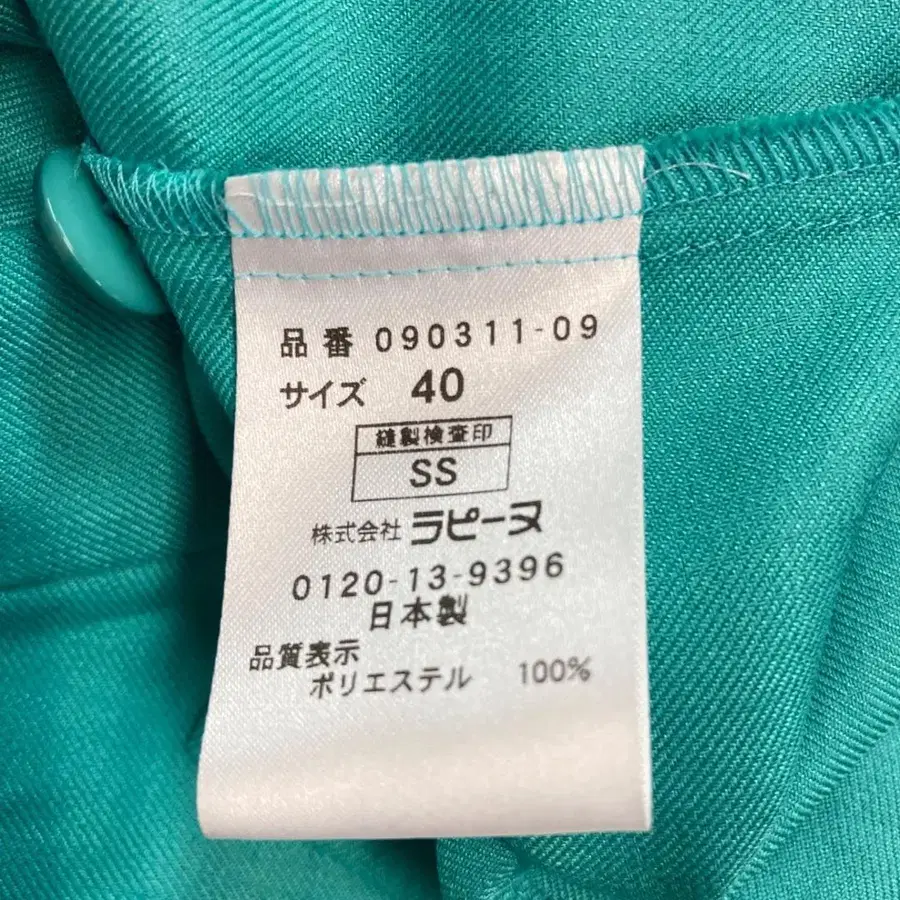 品番 090311-09
サイズ 40
縫製検査印
SS
株式会社 ラピーヌ
0120-13-9396
日本製
品質表示
ポリエステル 100%